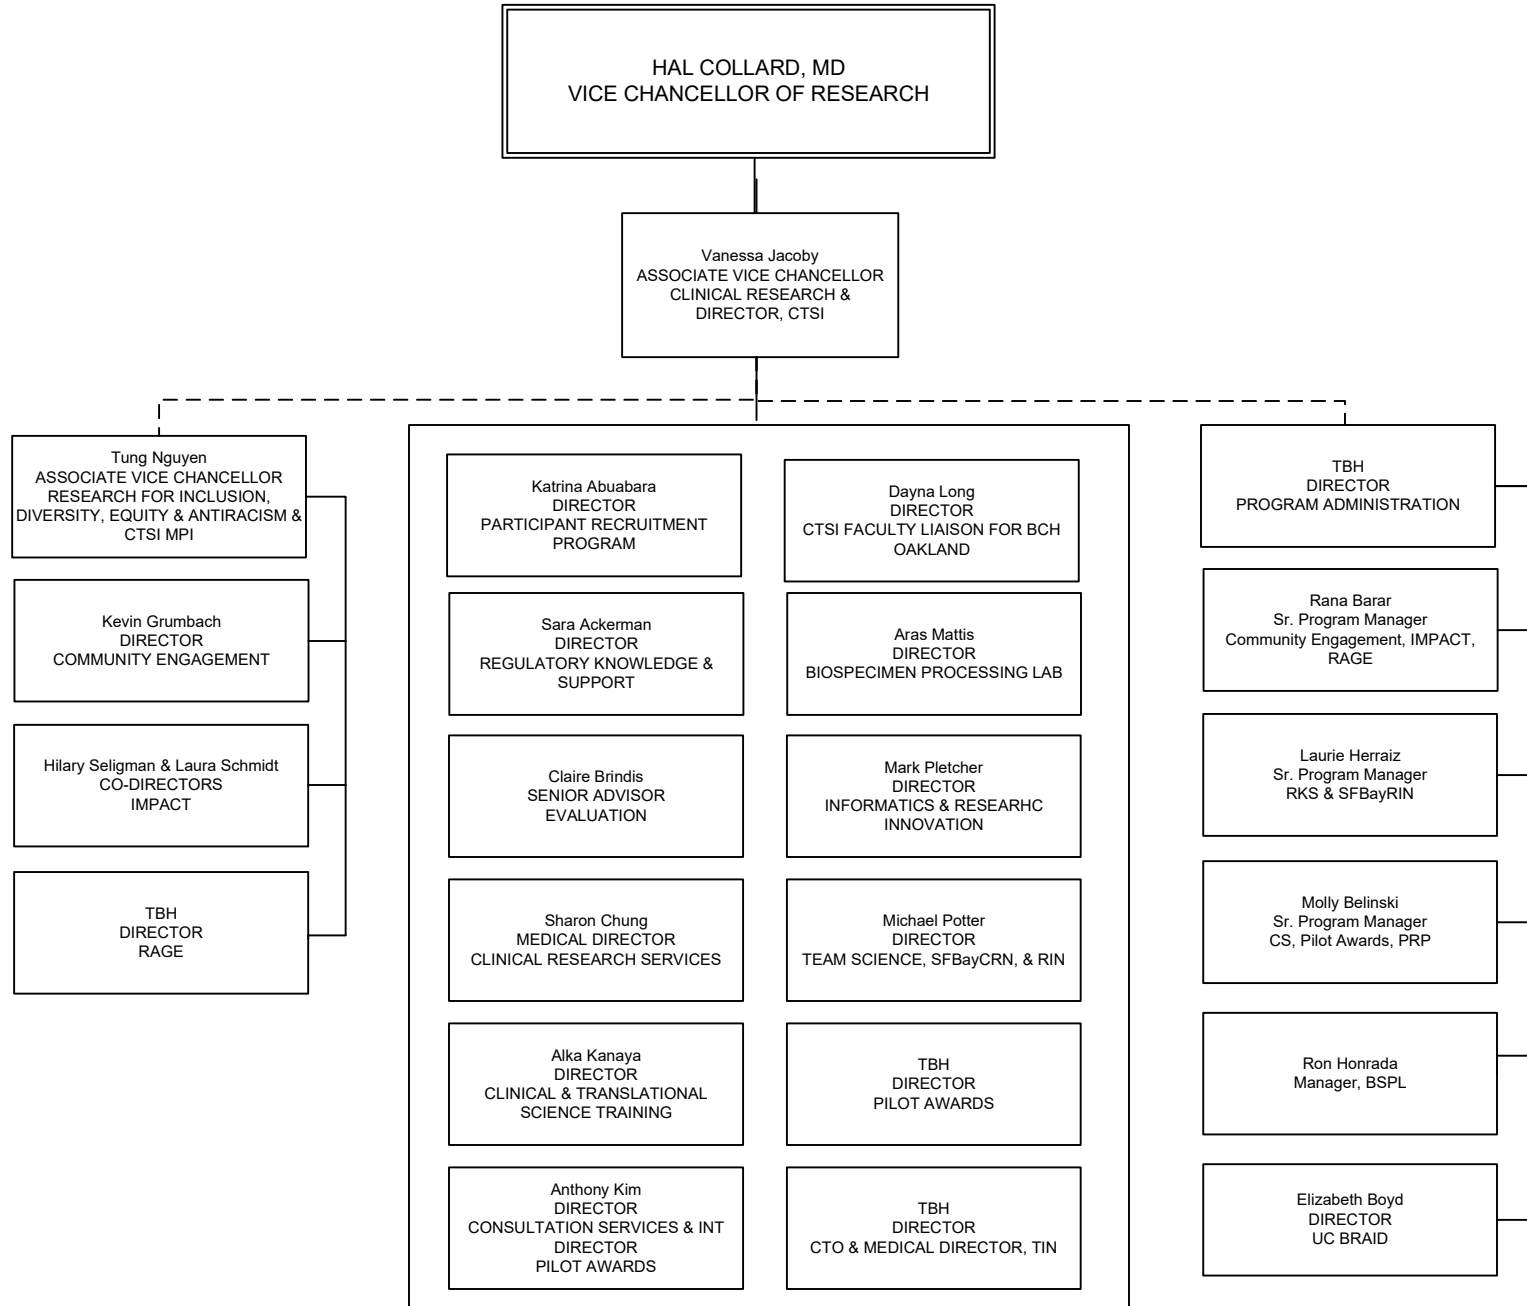 HAL COLLARD, MD
VICE CHANCELLOR OF RESEARCH
Vanessa Jacoby
ASSOCIATE VICE CHANCELLOR
CLINICAL RESEARCH &
DIRECTOR, CTSI
Tung Nguyen
ASSOCIATE VICE CHANCELLOR
RESEARCH FOR INCLUSION,
DIVERSITY, EQUITY & ANTIRACISM &
CTSI MPI
Kevin Grumbach
DIRECTOR
COMMUNITY ENGAGEMENT
Hilary Seligman & Laura Schmidt
CO-DIRECTORS
IMPACT
TBH
DIRECTOR
RAGE
Katrina Abuabara
DIRECTOR
PARTICIPANT RECRUITMENT
PROGRAM
Dayna Long
DIRECTOR
CTSI FACULTY LIAISON FOR BCH
OAKLAND
Sara Ackerman
DIRECTOR
REGULATORY KNOWLEDGE &
SUPPORT
Aras Mattis
DIRECTOR
BIOSPECIMEN PROCESSING LAB
Claire Brindis
SENIOR ADVISOR
EVALUATION
Mark Pletcher
DIRECTOR
INFORMATICS & RESEARHC
INNOVATION
Sharon Chung
MEDICAL DIRECTOR
CLINICAL RESEARCH SERVICES
Michael Potter
DIRECTOR
TEAM SCIENCE, SFBayCRN, & RIN
Alka Kanaya
DIRECTOR
CLINICAL & TRANSLATIONAL
SCIENCE TRAINING
TBH
DIRECTOR
PILOT AWARDS
Anthony Kim
DIRECTOR
CONSULTATION SERVICES & INT
DIRECTOR
PILOT AWARDS
TBH
DIRECTOR
CTO & MEDICAL DIRECTOR, TIN
TBH
DIRECTOR
PROGRAM ADMINISTRATION
Rana Barar
Sr. Program Manager
Community Engagement, IMPACT,
RAGE
Laurie Herraiz
Sr. Program Manager
RKS & SFBayRIN
Molly Belinski
Sr. Program Manager
CS, Pilot Awards, PRP
Ron Honrada
Manager, BSPL
Elizabeth Boyd
DIRECTOR
UC BRAID